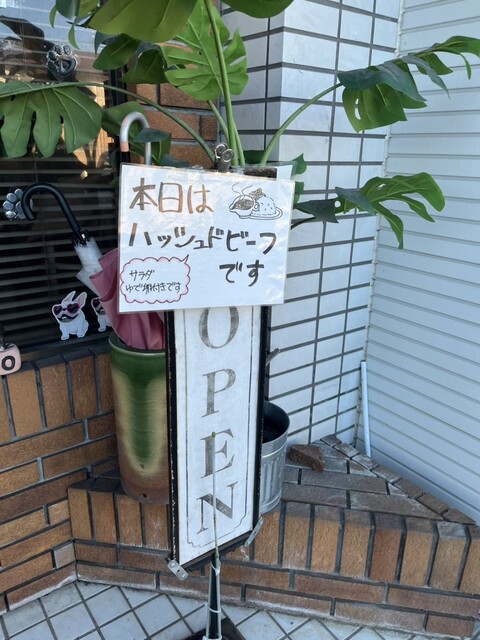 本日は
ハッシュドビーフ
です
サラダ
ゆで卵付きです
OPEN